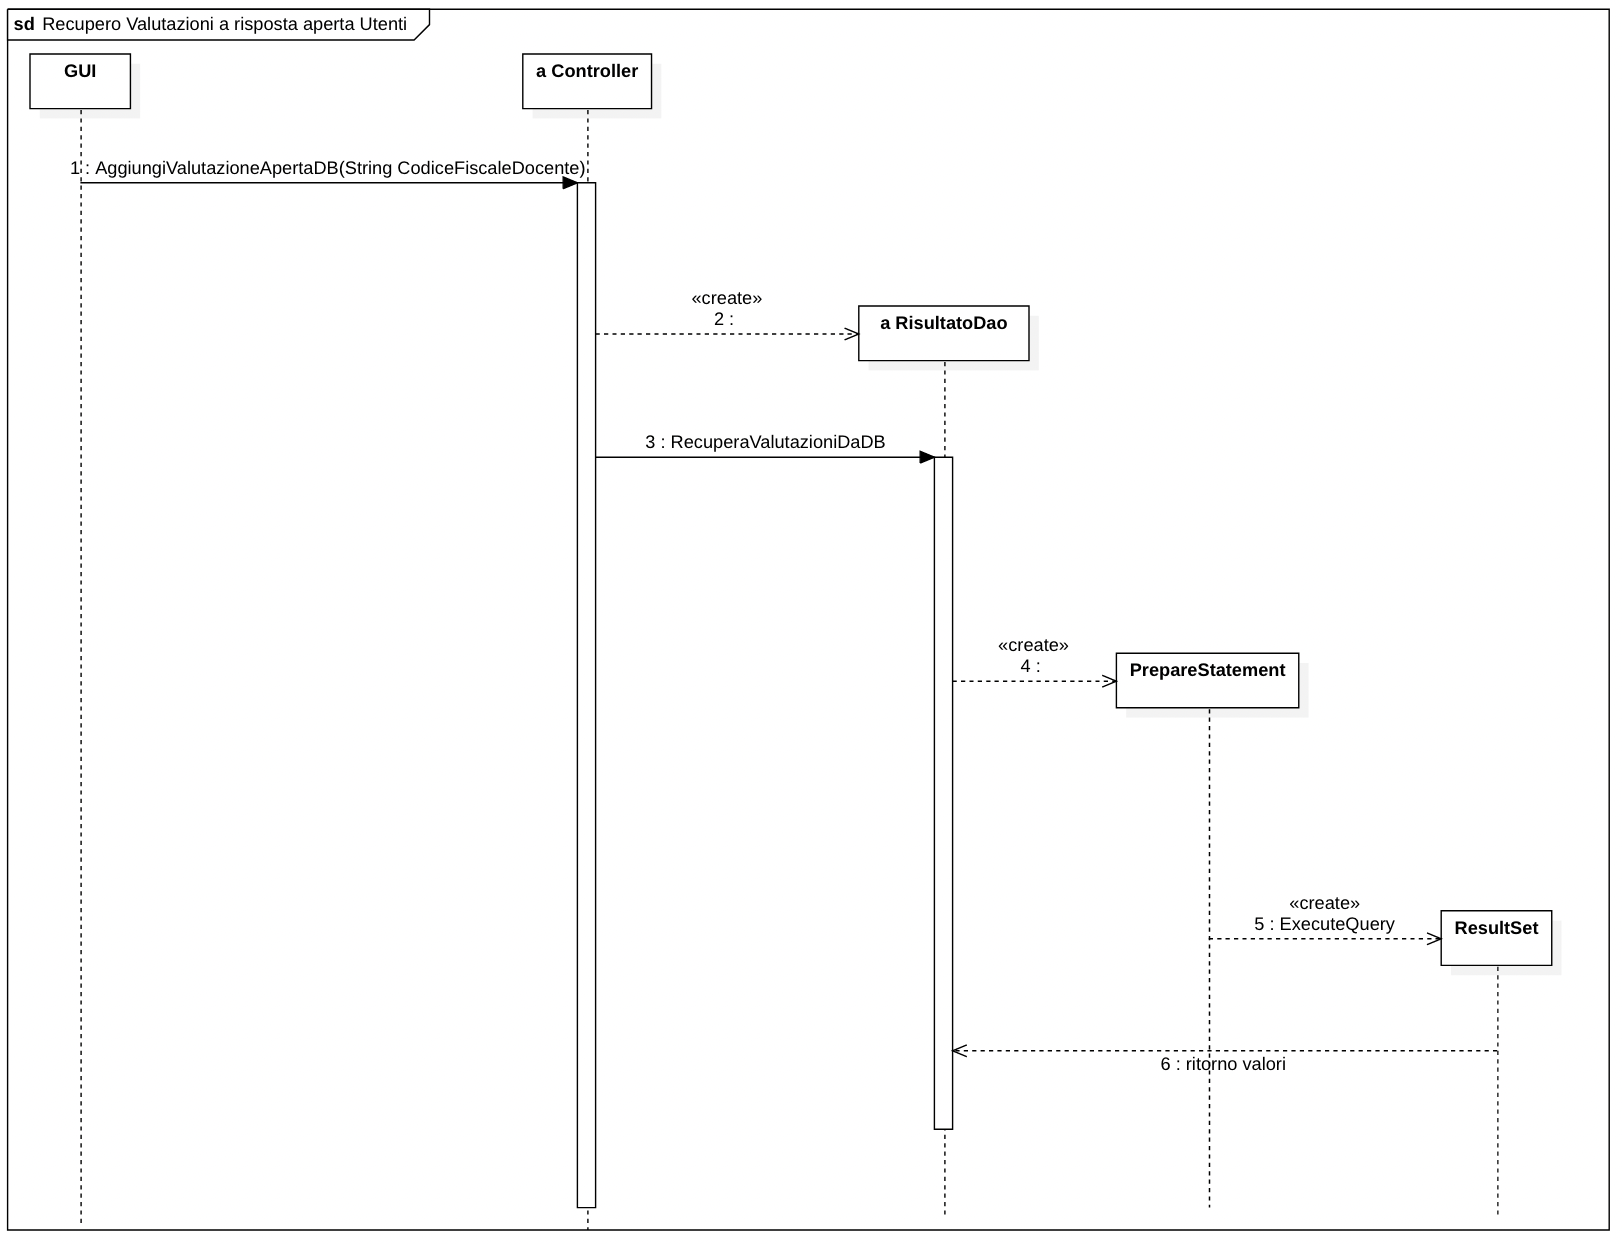 sd Recupero Valutazioni a risposta aperta Utenti
GUI
a Controller
1 : AggiungiValutazioneApertaDB(String CodiceFiscaleDocente)
«create»
2 :
a RisultatoDao
3 : RecuperaValutazioniDaDB
«create»
4 :
PrepareStatement
«create»
5 : ExecuteQuery
ResultSet
6 : ritorno valori